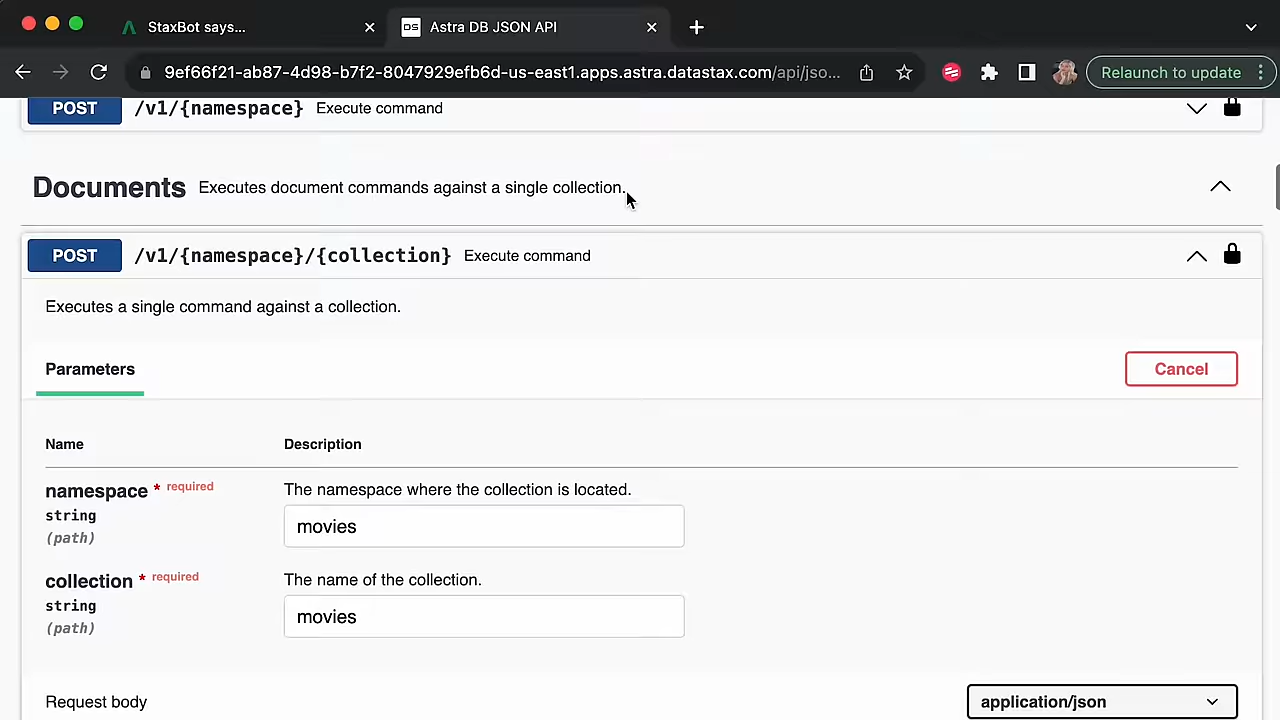 StaxBot says...
DS Astra DB JSON API
9ef66f21-ab87-4d98-b7f2-8047929efb6d-us-east1.apps.astra.datastax.com/api/jso...
Relaunch to update
POST /v1/{namespace} Execute command
Documents Executes document commands against a single collection.
POST /v1/{namespace}/{collection} Execute command
Executes a single command against a collection.
Parameters
Cancel
Name Description
namespace * required The namespace where the collection is located.
string
movies
(path)
collection * required The name of the collection.
string
movies
(path)
Request body application/json